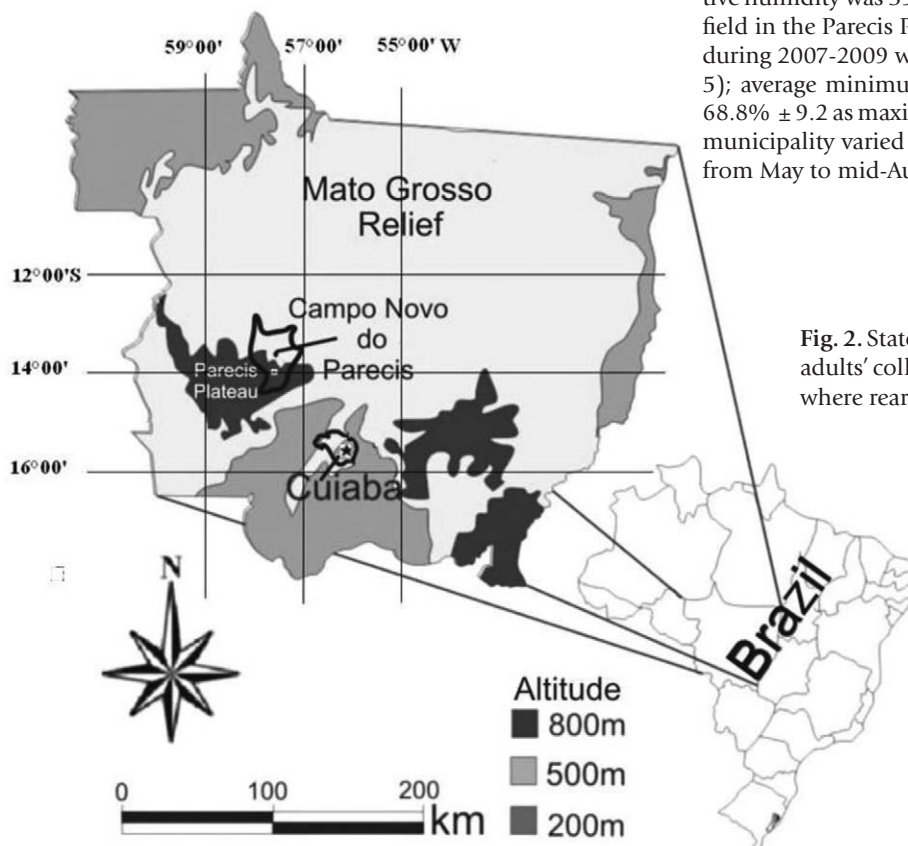 tive humidity was
field in the Parecis
during 2007-2009
5); average minimu
68.8% ± 9.2 as maxi
municipality varied
from May to mid-Au
59°00' 57°00' 55°00' W
Mato Grosso
Relief
12°00'S
Campo Novo
do
Parecis
14°00'
Parecis
Plateau
16°00'
Cuiaba
Fig. 2. State
adults' coll
where rear
N
Brazil
Altitude
800m
500m
200m
0 100 200
km